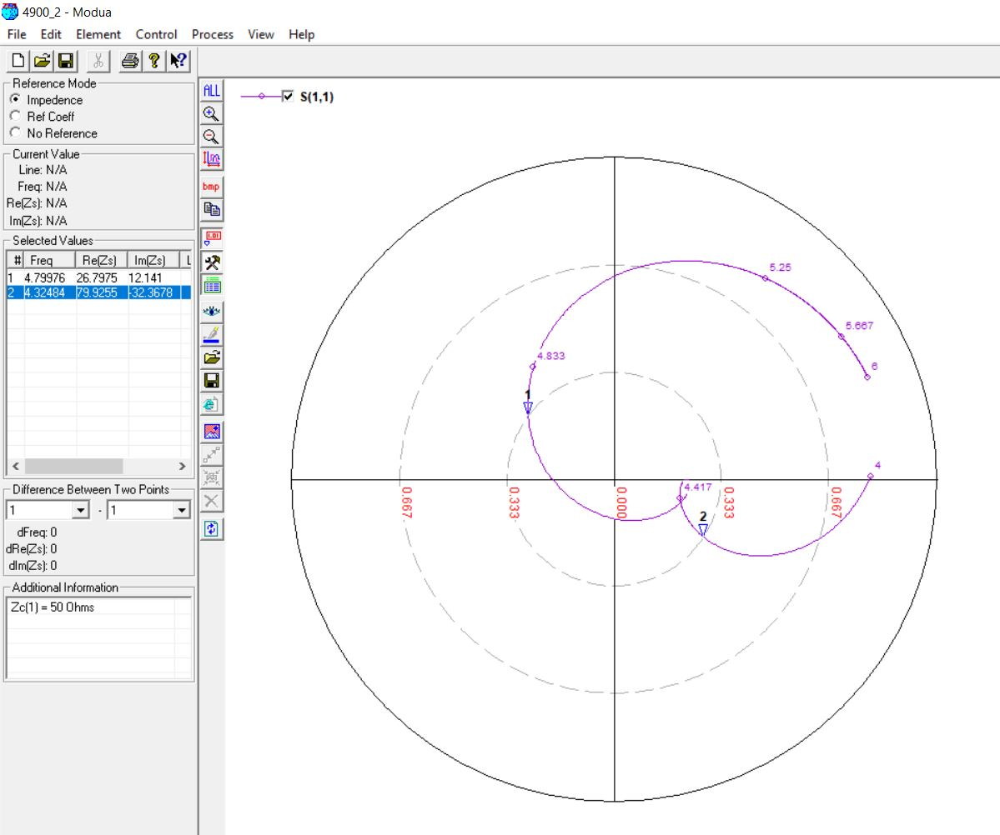 4900_2 - Modua
File Edit Element Control Process View Help
Reference Mode
Impedence
Ref Coeff
No Reference
Current Value
Line: N/A
Freq: N/A
Re(Zs): N/A
Im(Zs): N/A
Selected Values
# Freq Re(Zs) Im(Zs) L
1 4.79976 26.7975 12.141
2 4.32484 79.9255 -32.3678
Difference Between Two Points
1 - 1
dFreq: 0
dRe(Zs): 0
dIm(Zs): 0
Additional Information
Zc(1) = 50 Ohms
ALL
bmp
1.01
S(1,1)
5.25
5.667
6
4.833
1
4
4.417
2
0.667
0.333
0.000
0.333
0.667